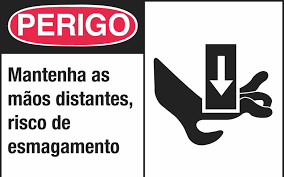 PERIGO
Mantenha as
mãos distantes,
risco de
esmagamento